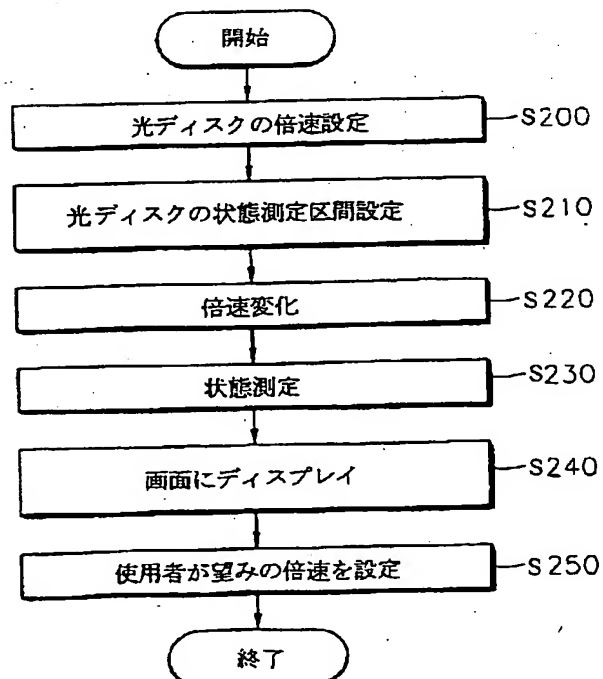 開始
光ディスクの倍速設定 S200
光ディスクの状態測定区間設定 S210
倍速変化 S220
状態測定 S230
画面にディスプレイ S240
使用者が望みの倍速を設定 S250
終了